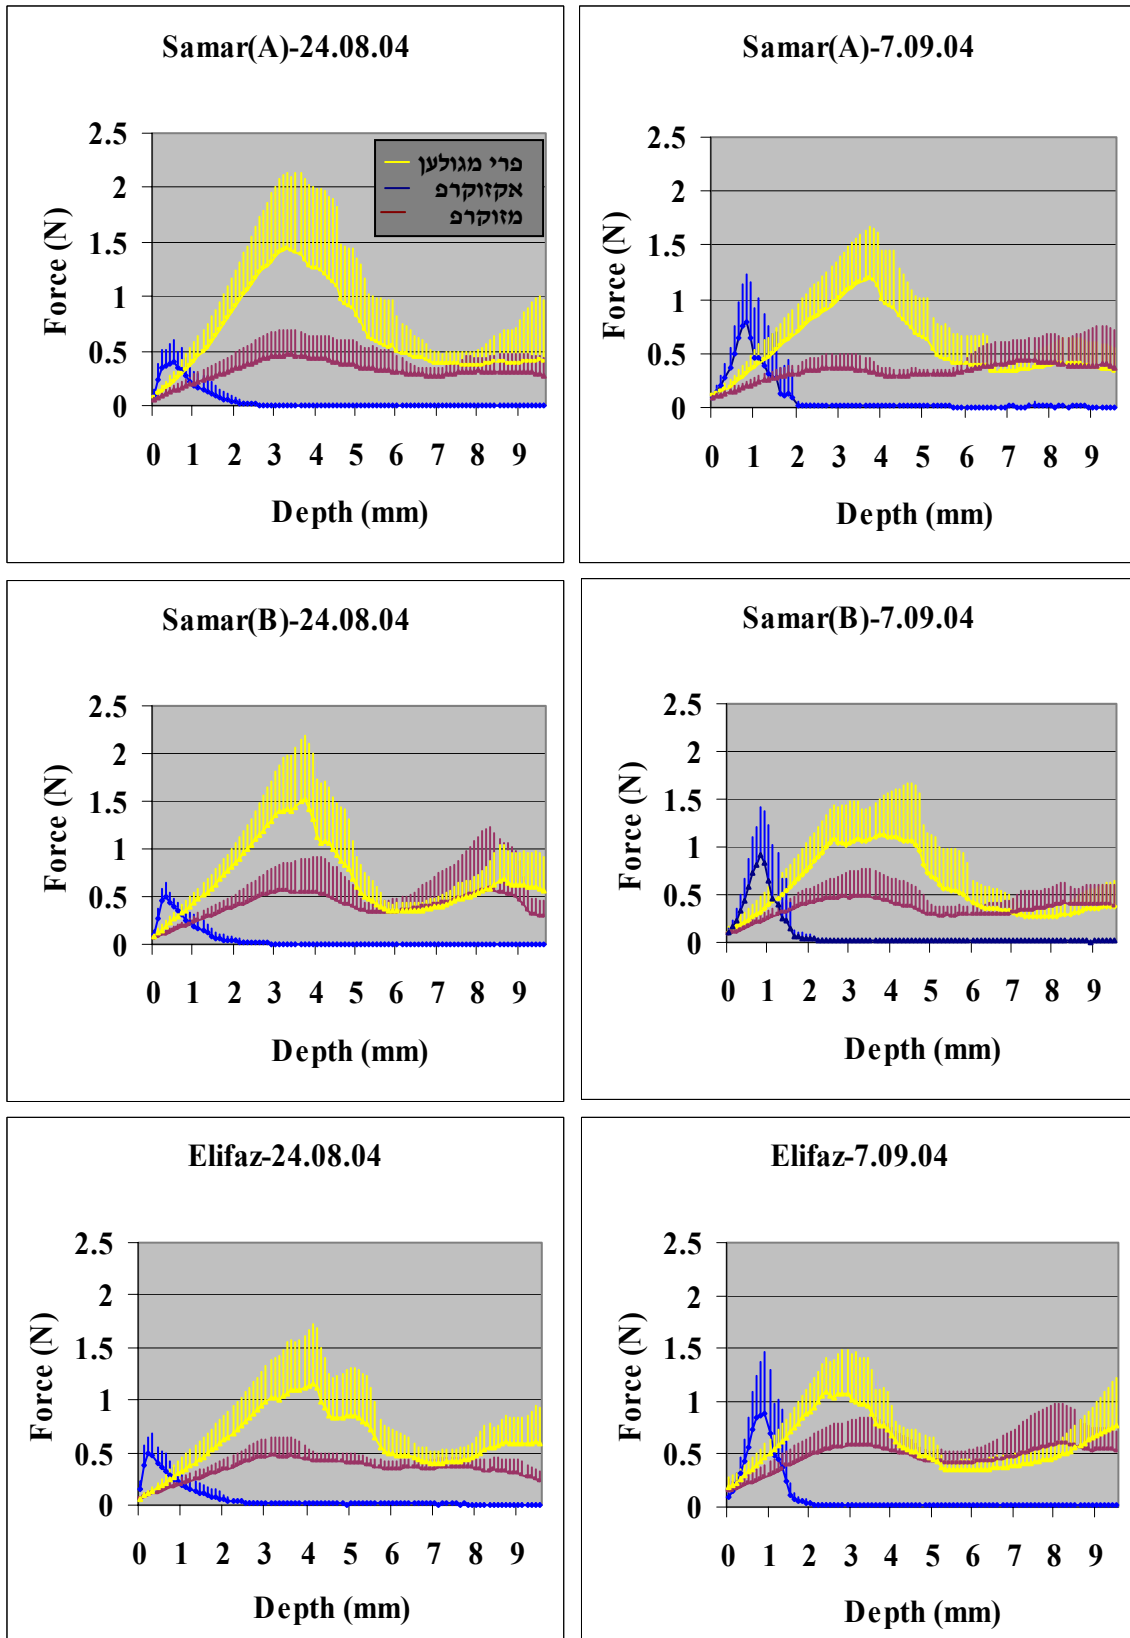 Samar(A)-24.08.04
2.5
2
1.5
1
0.5
0
Force (N)
פרי מגולען
אקזוקרפ
מזוקרפ
0 1 2 3 4 5 6 7 8 9
Depth (mm)
Samar(A)-7.09.04
2.5
2
1.5
1
0.5
0
Force (N)
0 1 2 3 4 5 6 7 8 9
Depth (mm)
Samar(B)-24.08.04
2.5
2
1.5
1
0.5
0
Force (N)
0 1 2 3 4 5 6 7 8 9
Depth (mm)
Samar(B)-7.09.04
2.5
2
1.5
1
0.5
0
Force (N)
0 1 2 3 4 5 6 7 8 9
Depth (mm)
Elifaz-24.08.04
2.5
2
1.5
1
0.5
0
Force (N)
0 1 2 3 4 5 6 7 8 9
Depth (mm)
Elifaz-7.09.04
2.5
2
1.5
1
0.5
0
Force (N)
0 1 2 3 4 5 6 7 8 9
Depth (mm)